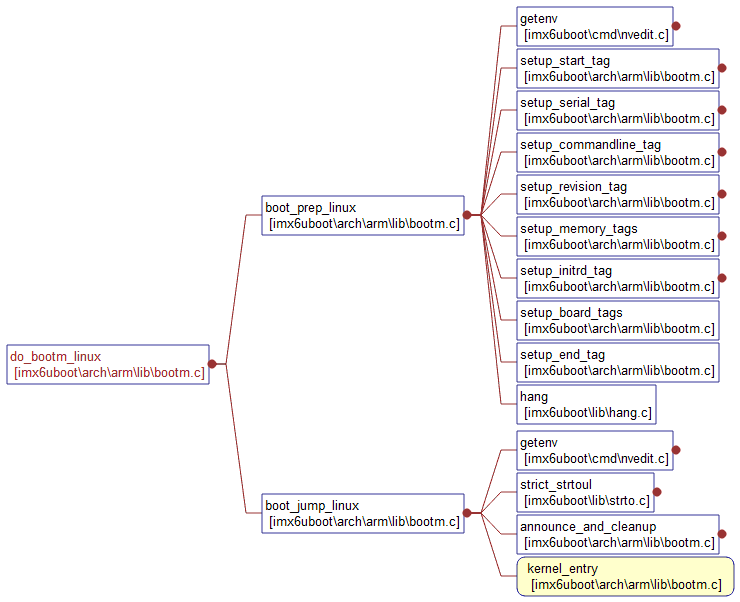 do_bootm_linux
[imx6uboot\arch\arm\lib\bootm.c]
boot_prep_linux
[imx6uboot\arch\arm\lib\bootm.c]
getenv
[imx6uboot\cmd\nvedit.c]
setup_start_tag
[imx6uboot\arch\arm\lib\bootm.c]
setup_serial_tag
[imx6uboot\arch\arm\lib\bootm.c]
setup_commandline_tag
[imx6uboot\arch\arm\lib\bootm.c]
setup_revision_tag
[imx6uboot\arch\arm\lib\bootm.c]
setup_memory_tags
[imx6uboot\arch\arm\lib\bootm.c]
setup_initrd_tag
[imx6uboot\arch\arm\lib\bootm.c]
setup_board_tags
[imx6uboot\arch\arm\lib\bootm.c]
setup_end_tag
[imx6uboot\arch\arm\lib\bootm.c]
hang
[imx6uboot\lib\hang.c]
boot_jump_linux
[imx6uboot\arch\arm\lib\bootm.c]
getenv
[imx6uboot\cmd\nvedit.c]
strict_strtoul
[imx6uboot\lib\strto.c]
announce_and_cleanup
[imx6uboot\arch\arm\lib\bootm.c]
kernel_entry
[imx6uboot\arch\arm\lib\bootm.c]